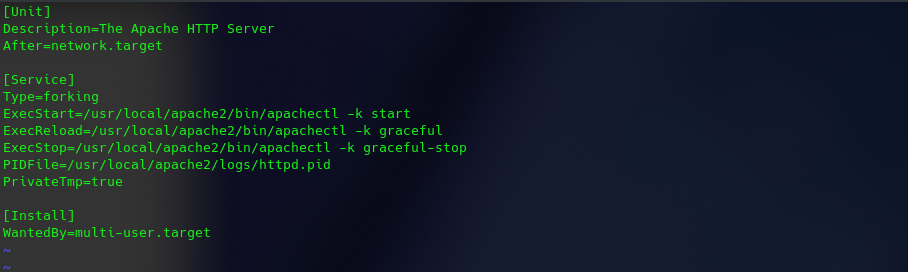 [Unit]
Description=The Apache HTTP Server
After=network.target

[Service]
Type=forking
ExecStart=/usr/local/apache2/bin/apachectl -k start
ExecReload=/usr/local/apache2/bin/apachectl -k graceful
ExecStop=/usr/local/apache2/bin/apachectl -k graceful-stop
PIDFile=/usr/local/apache2/logs/httpd.pid
PrivateTmp=true

[Install]
WantedBy=multi-user.target
~
~